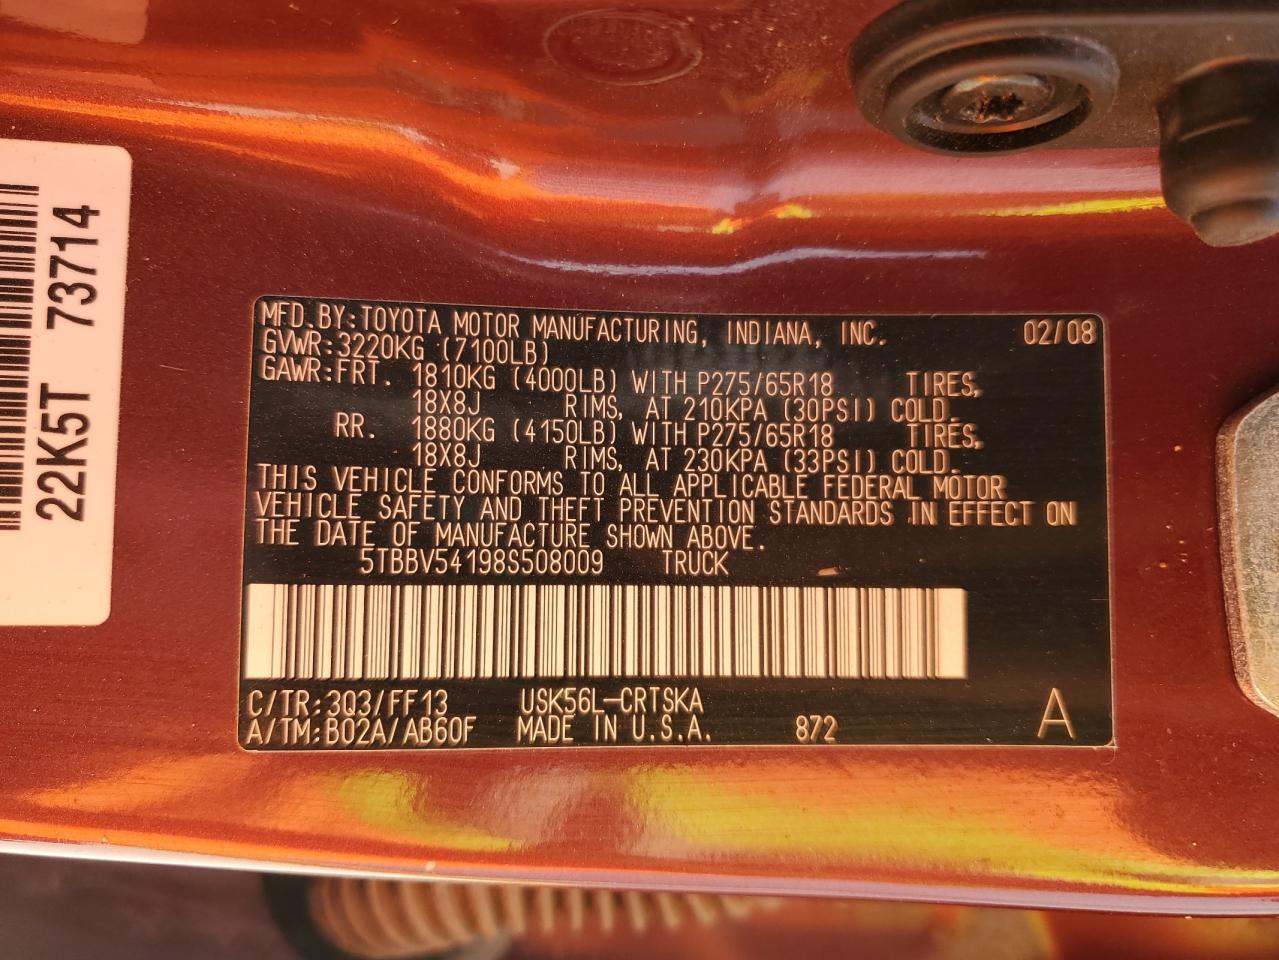 22K5T 73714
MFD.BY:TOYOTA MOTOR MANUFACTURING, INDIANA, INC. 02/08
GVWR:3220KG (7100LB)
GAWR:FRT. 1810KG (4000LB) WITH P275/65R18 TIRES,
18X8J RIMS, AT 210KPA (30PSI) COLD.
RR. 1880KG (4150LB) WITH P275/65R18 TIRES,
18X8J RIMS, AT 230KPA (33PSI) COLD.
THIS VEHICLE CONFORMS TO ALL APPLICABLE FEDERAL MOTOR
VEHICLE SAFETY AND THEFT PREVENTION STANDARDS IN EFFECT ON
THE DATE OF MANUFACTURE SHOWN ABOVE.
5TBBV54198S508009 TRUCK
C/TR:3Q3/FF13 USK56L-CRTSKA
A/TM:B02A/AB60F MADE IN U.S.A. 872 A